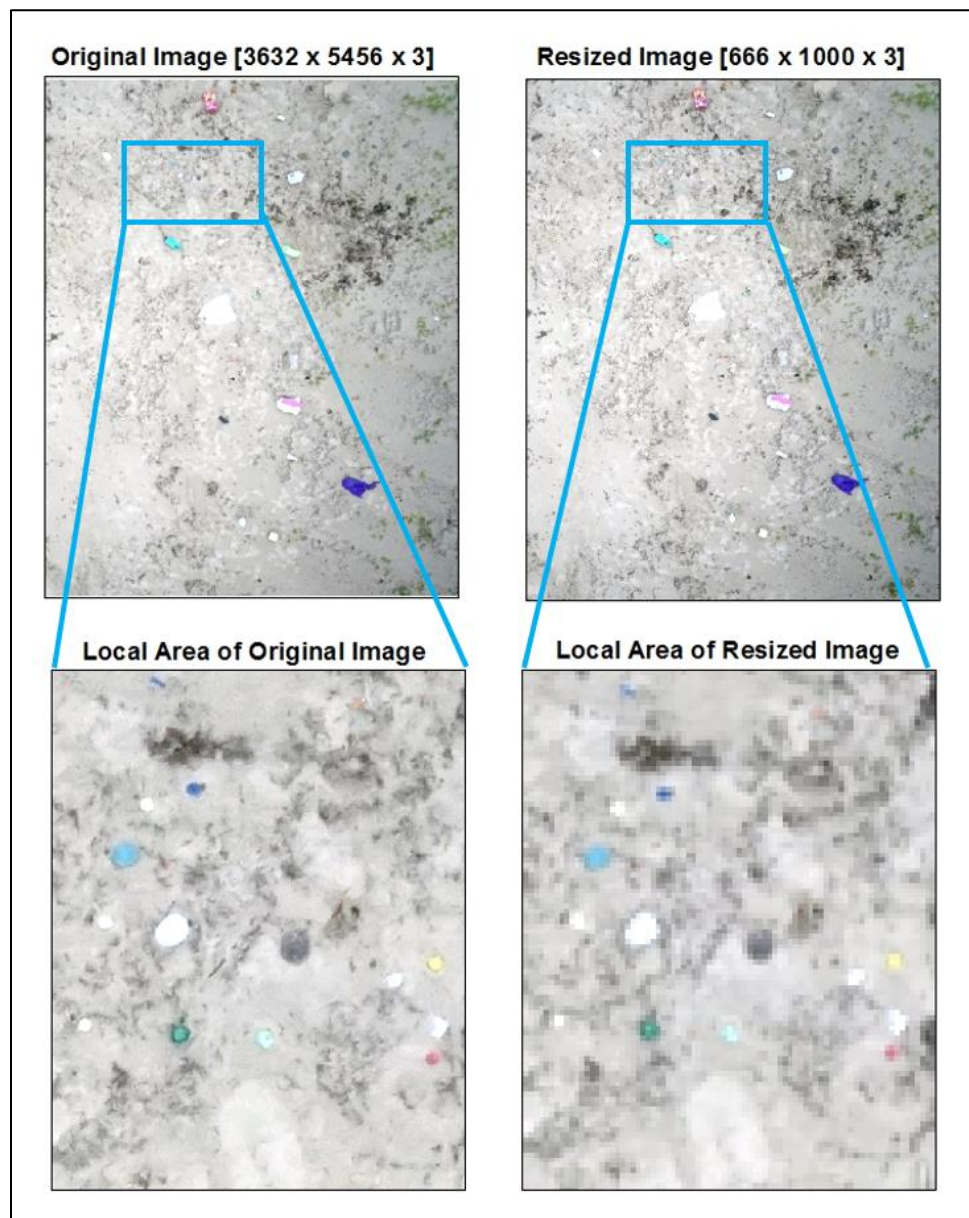 Original Image [3632 x 5456 x 3]
Resized Image [666 x 1000 x 3]
Local Area of Original Image
Local Area of Resized Image